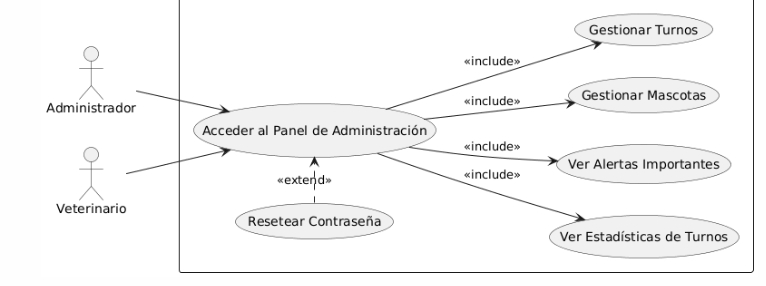 Gestionar Turnos
«include»
Gestionar Mascotas
«include»
Administrador
Acceder al Panel de Administración
«include»
Ver Alertas Importantes
«include»
«extend»
Veterinario
Resetear Contraseña
Ver Estadísticas de Turnos